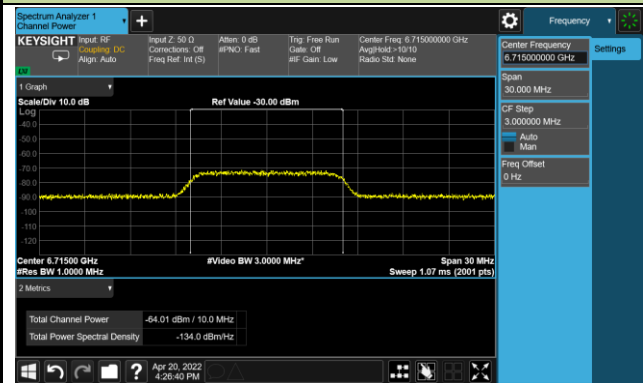 Spectrum Analyzer 1
Channel Power
+
Frequency
KEYSIGHT
Input: RF
Coupling: DC
Align: Auto
Input Z: 50 Ω
Corrections: Off
Freq Ref: Int (S)
Atten: 0 dB
#PNO: Fast
Trig: Free Run
Gate: Off
#IF Gain: Low
Center Freq: 6.715000000 GHz
Avg|Hold:>10/10
Radio Std: None
Center Frequency
6.715000000 GHz
Settings
Span
30.000 MHz
CF Step
3.000000 MHz
Auto
Man
Freq Offset
0 Hz
1 Graph
Scale/Div 10.0 dB
Ref Value -30.00 dBm
Log
-40.0
-50.0
-60.0
-70.0
-80.0
-90.0
-100
-110
-120
Center 6.71500 GHz
#Video BW 3.0000 MHz*
Span 30 MHz
#Res BW 1.0000 MHz
Sweep 1.07 ms (2001 pts)
2 Metrics
Total Channel Power
-64.01 dBm / 10.0 MHz
Total Power Spectral Density
-134.0 dBm/Hz
?
Apr 20, 2022
4:26:40 PM